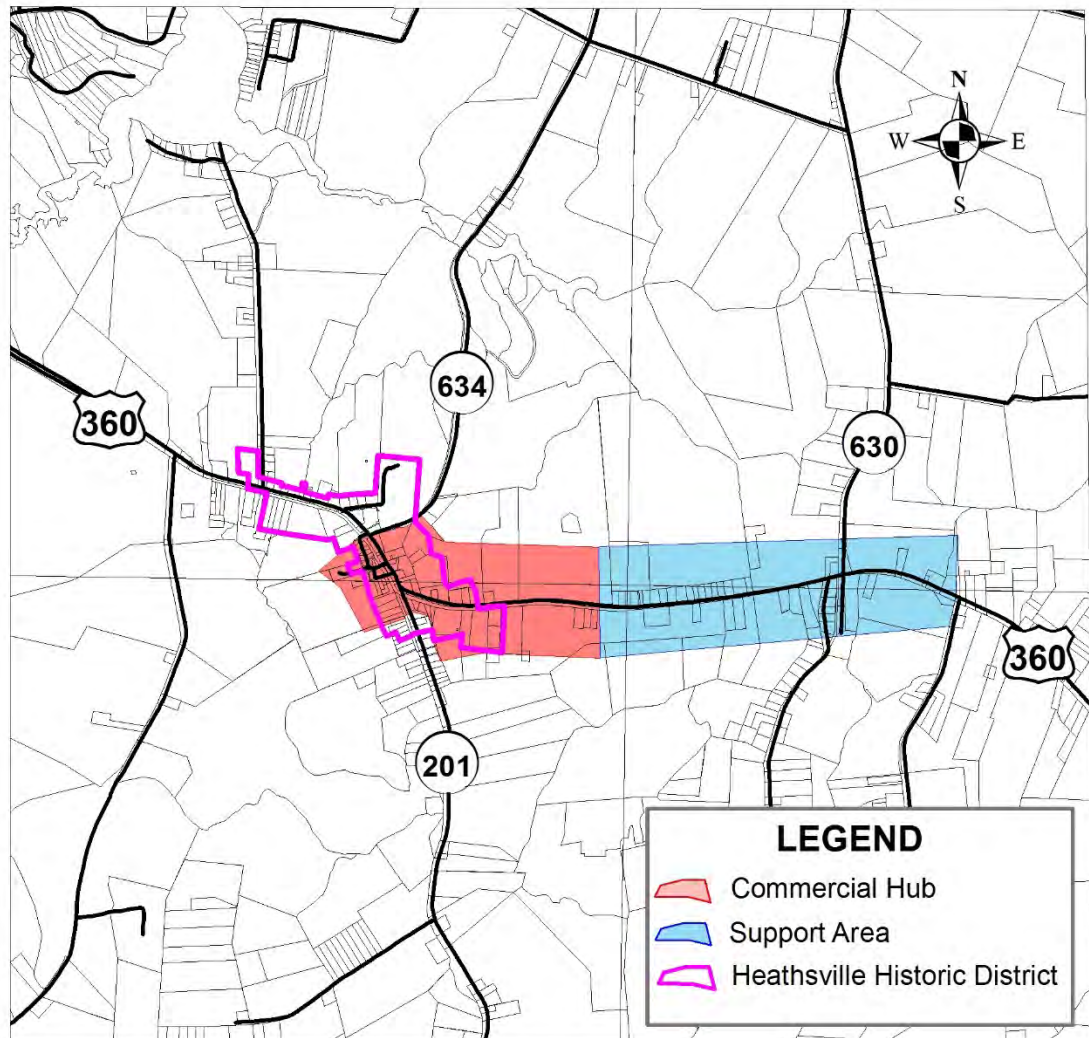 N
W E
S
634
360
630
360
201
LEGEND
Commercial Hub
Support Area
Heathsville Historic District